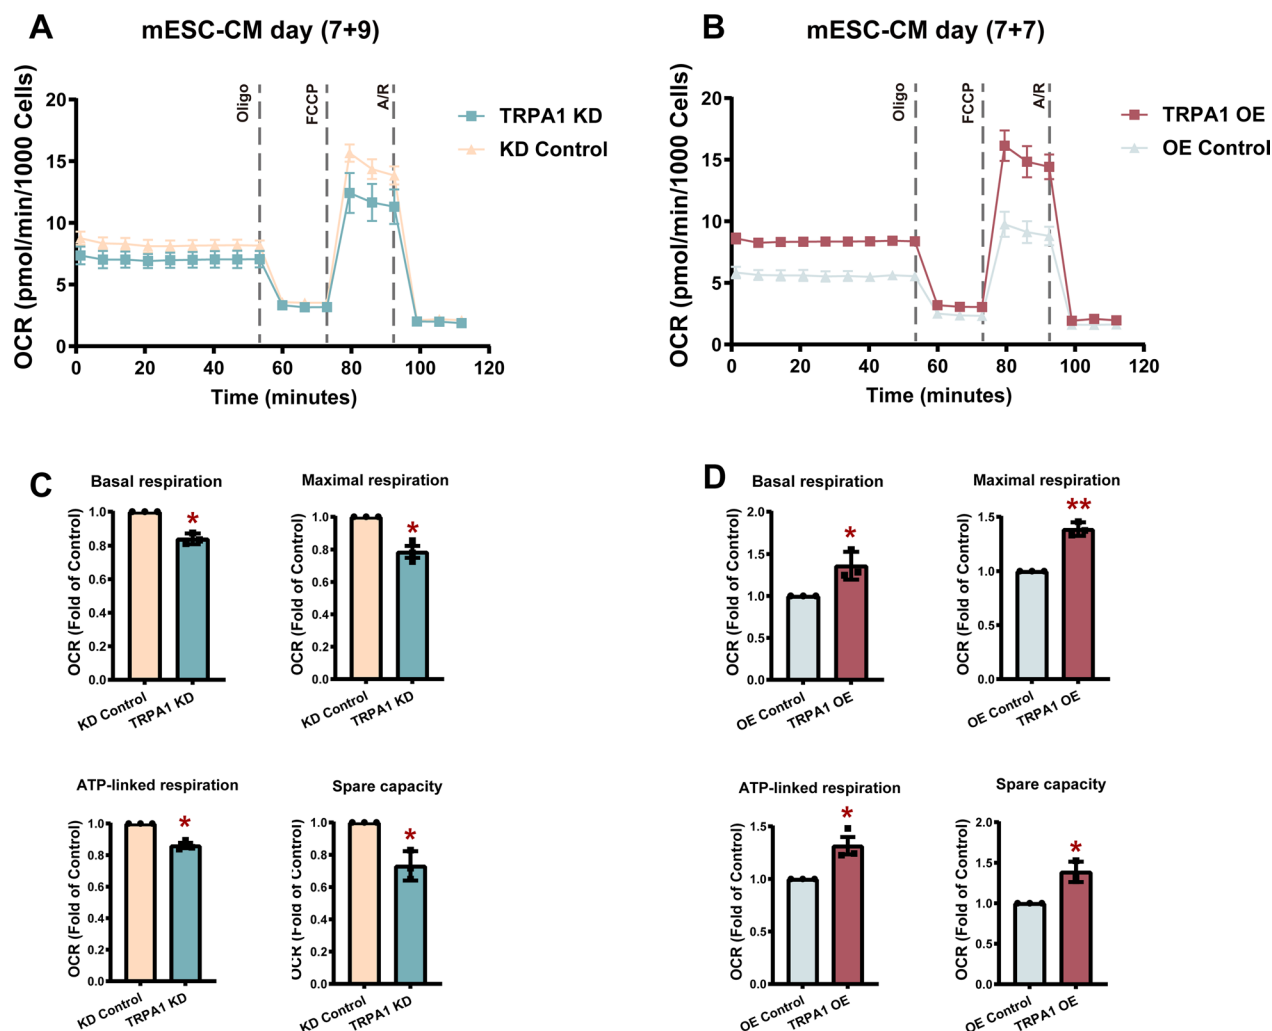 A
mESC-CM day (7+9)
OCR (pmol/min/1000 Cells)
20
15
10
5
0
0 20 40 60 80 100 120
Time (minutes)
Oligo
FCCP
A/R
TRPA1 KD
KD Control
B
mESC-CM day (7+7)
OCR (pmol/min/1000 Cells)
20
15
10
5
0
0 20 40 60 80 100 120
Time (minutes)
Oligo
FCCP
A/R
TRPA1 OE
OE Control
C
Basal respiration
OCR (Fold of Control)
1.0
0.8
0.6
0.4
0.2
0.0
*
KD Control
TRPA1 KD
Maximal respiration
OCR (Fold of Control)
1.0
0.8
0.6
0.4
0.2
0.0
*
KD Control
TRPA1 KD
ATP-linked respiration
OCR (Fold of Control)
1.0
0.8
0.6
0.4
0.2
0.0
*
KD Control
TRPA1 KD
Spare capacity
OCR (Fold of Control)
1.0
0.8
0.6
0.4
0.2
0.0
*
KD Control
TRPA1 KD
D
Basal respiration
OCR (Fold of Control)
2.0
1.5
1.0
0.5
0.0
*
OE Control
TRPA1 OE
Maximal respiration
OCR (Fold of Control)
1.5
1.0
0.5
0.0
**
OE Control
TRPA1 OE
ATP-linked respiration
OCR (Fold of Control)
1.5
1.0
0.5
0.0
*
OE Control
TRPA1 OE
Spare capacity
OCR (Fold of Control)
2.0
1.5
1.0
0.5
0.0
*
OE Control
TRPA1 OE